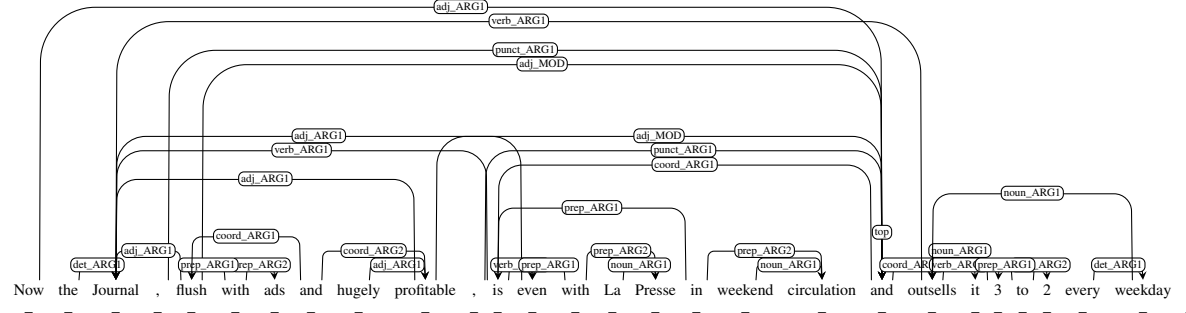 adj_ARG1
verb_ARG1
punct_ARG1
adj_MOD
adj_ARG1 adj_MOD
verb_ARG1 punct_ARG1
coord_ARG1
adj_ARG1
noun_ARG1
prep_ARG1
top
coord_ARG1
adj_ARG1 coord_ARG2 prep_ARG2 prep_ARG2 noun_ARG1
det_ARG1 prep_ARG1 adj_ARG1 prep_ARG1 noun_ARG1 noun_ARG1 prep_ARG1 det_ARG1
Now the Journal , flush with ads and hugely profitable , is even with La Presse in weekend circulation and outsells it 3 to 2 every weekday